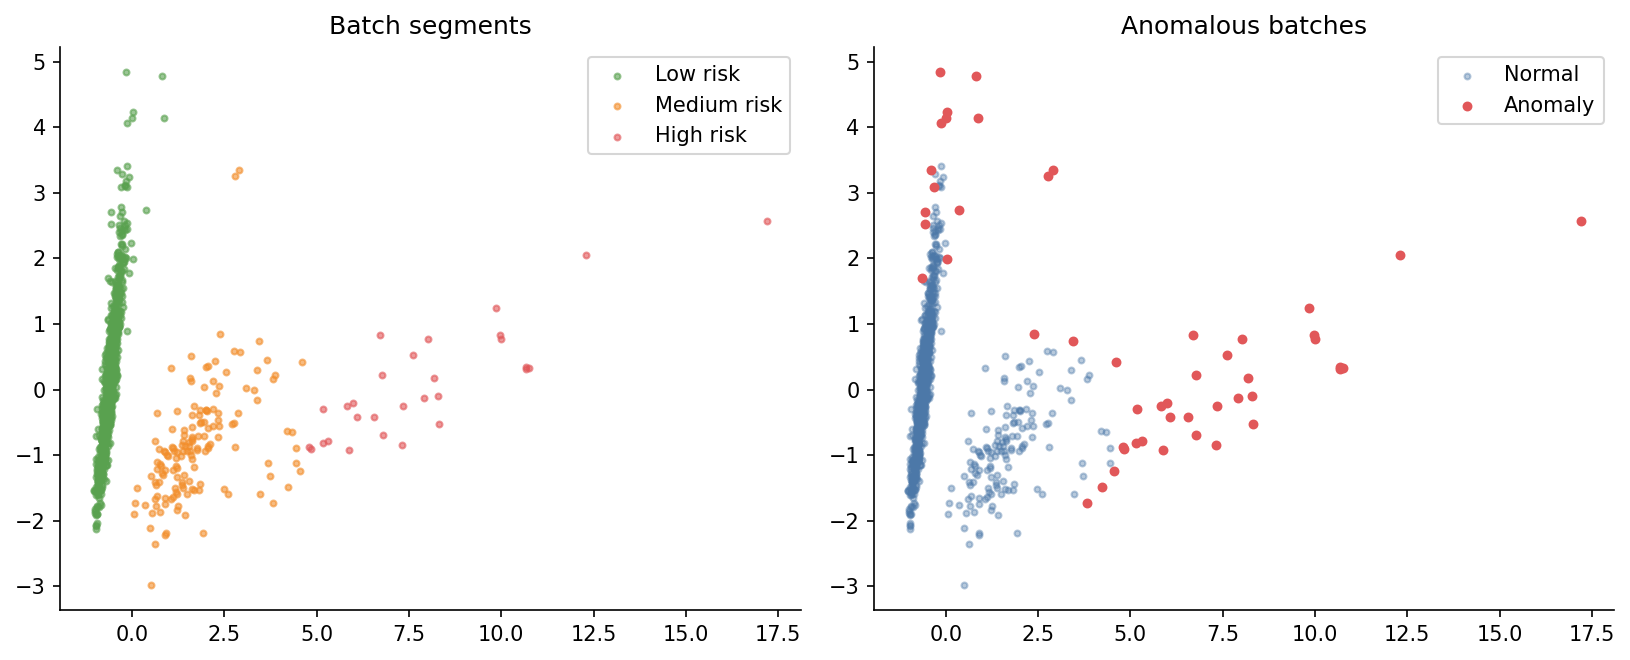 Batch segments
5
4
3
2
1
0
−1
−2
−3
0.0 2.5 5.0 7.5 10.0 12.5 15.0 17.5
Low risk
Medium risk
High risk
Anomalous batches
5
4
3
2
1
0
−1
−2
−3
0.0 2.5 5.0 7.5 10.0 12.5 15.0 17.5
Normal
Anomaly